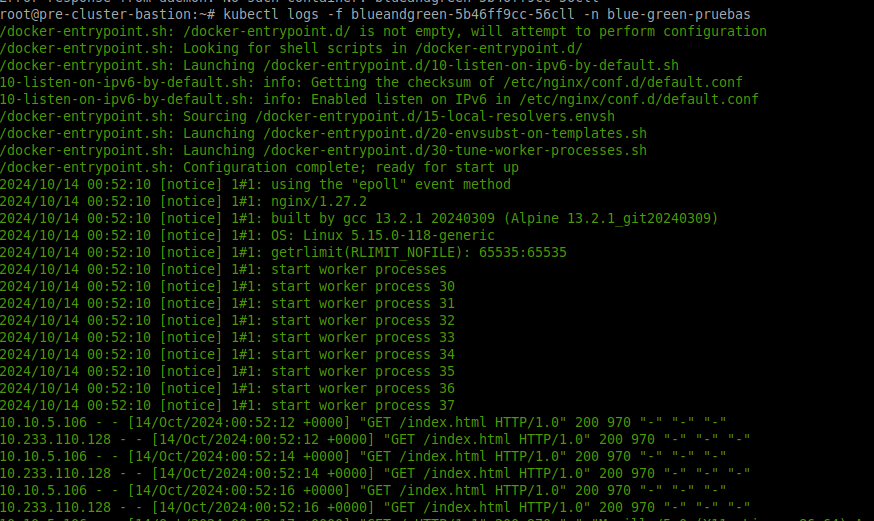 Error response from daemon: No such container: blueandgreen-5b46ff9cc-56cll
root@pre-cluster-bastion:~# kubectl logs -f blueandgreen-5b46ff9cc-56cll -n blue-green-pruebas
/docker-entrypoint.sh: /docker-entrypoint.d/ is not empty, will attempt to perform configuration
/docker-entrypoint.sh: Looking for shell scripts in /docker-entrypoint.d/
/docker-entrypoint.sh: Launching /docker-entrypoint.d/10-listen-on-ipv6-by-default.sh
10-listen-on-ipv6-by-default.sh: info: Getting the checksum of /etc/nginx/conf.d/default.conf
10-listen-on-ipv6-by-default.sh: info: Enabled listen on IPv6 in /etc/nginx/conf.d/default.conf
/docker-entrypoint.sh: Sourcing /docker-entrypoint.d/15-local-resolvers.envsh
/docker-entrypoint.sh: Launching /docker-entrypoint.d/20-envsubst-on-templates.sh
/docker-entrypoint.sh: Launching /docker-entrypoint.d/30-tune-worker-processes.sh
/docker-entrypoint.sh: Configuration complete; ready for start up
2024/10/14 00:52:10 [notice] 1#1: using the "epoll" event method
2024/10/14 00:52:10 [notice] 1#1: nginx/1.27.2
2024/10/14 00:52:10 [notice] 1#1: built by gcc 13.2.1 20240309 (Alpine 13.2.1_git20240309)
2024/10/14 00:52:10 [notice] 1#1: OS: Linux 5.15.0-118-generic
2024/10/14 00:52:10 [notice] 1#1: getrlimit(RLIMIT_NOFILE): 65535:65535
2024/10/14 00:52:10 [notice] 1#1: start worker processes
2024/10/14 00:52:10 [notice] 1#1: start worker process 30
2024/10/14 00:52:10 [notice] 1#1: start worker process 31
2024/10/14 00:52:10 [notice] 1#1: start worker process 32
2024/10/14 00:52:10 [notice] 1#1: start worker process 33
2024/10/14 00:52:10 [notice] 1#1: start worker process 34
2024/10/14 00:52:10 [notice] 1#1: start worker process 35
2024/10/14 00:52:10 [notice] 1#1: start worker process 36
2024/10/14 00:52:10 [notice] 1#1: start worker process 37
10.10.5.106 - - [14/Oct/2024:00:52:12 +0000] "GET /index.html HTTP/1.0" 200 970 "-" "-" "-"
10.233.110.128 - - [14/Oct/2024:00:52:12 +0000] "GET /index.html HTTP/1.0" 200 970 "-" "-" "-"
10.10.5.106 - - [14/Oct/2024:00:52:14 +0000] "GET /index.html HTTP/1.0" 200 970 "-" "-" "-"
10.233.110.128 - - [14/Oct/2024:00:52:14 +0000] "GET /index.html HTTP/1.0" 200 970 "-" "-" "-"
10.10.5.106 - - [14/Oct/2024:00:52:16 +0000] "GET /index.html HTTP/1.0" 200 970 "-" "-" "-"
10.233.110.128 - - [14/Oct/2024:00:52:16 +0000] "GET /index.html HTTP/1.0" 200 970 "-" "-" "-"